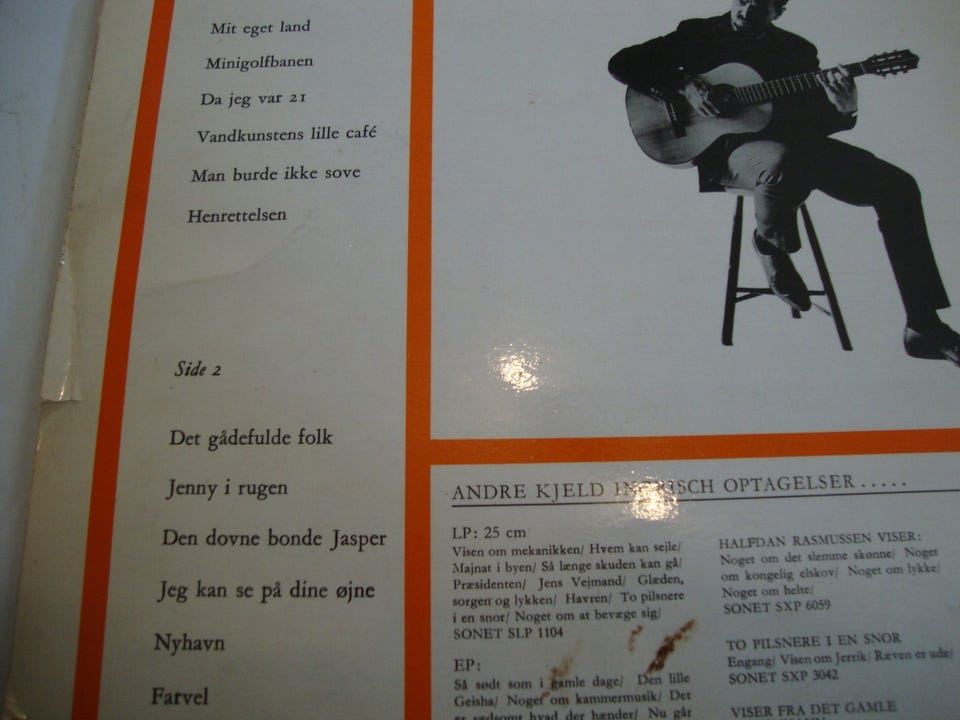 Mit eget land
Minigolfbanen
Da jeg var 21
Vandkunstens lille café
Man burde ikke sove
Henrettelsen
Side 2
Det gådefulde folk
Jenny i rugen
Den dovne bonde Jasper
Jeg kan se på dine øjne
Nyhavn
Farvel
ANDRE KJELD INGRISCH OPTAGELSER.....
LP: 25 cm
Visen om mekanikken/ Hvem kan sejle/
Majnat i byen/ Så længe skuden kan gå/
Præsidenten/ Jens Vejmand/ Glæden,
sorgen og lykken/ Havren/ To pilsnere
i en snor/ Noget om at bevæge sig/
SONET SLP 1104
EP:
Så sødt som i gamle dage/ Den lille
Geisha/ Noget om kammermusik/ Det
er sødsomt hvad der hænder/ Nu går
HALFDAN RASMUSSEN VISER:
Noget om det slemme skønne/ Noget
om kongelig elskov/ Noget om lykke/
Noget om helte/
SONET SXP 6059
TO PILSNERE I EN SNOR
Engang/ Visen om Jerrik/ Ræven er ude/
SONET SXP 3042
VISER FRA DET GAMLE